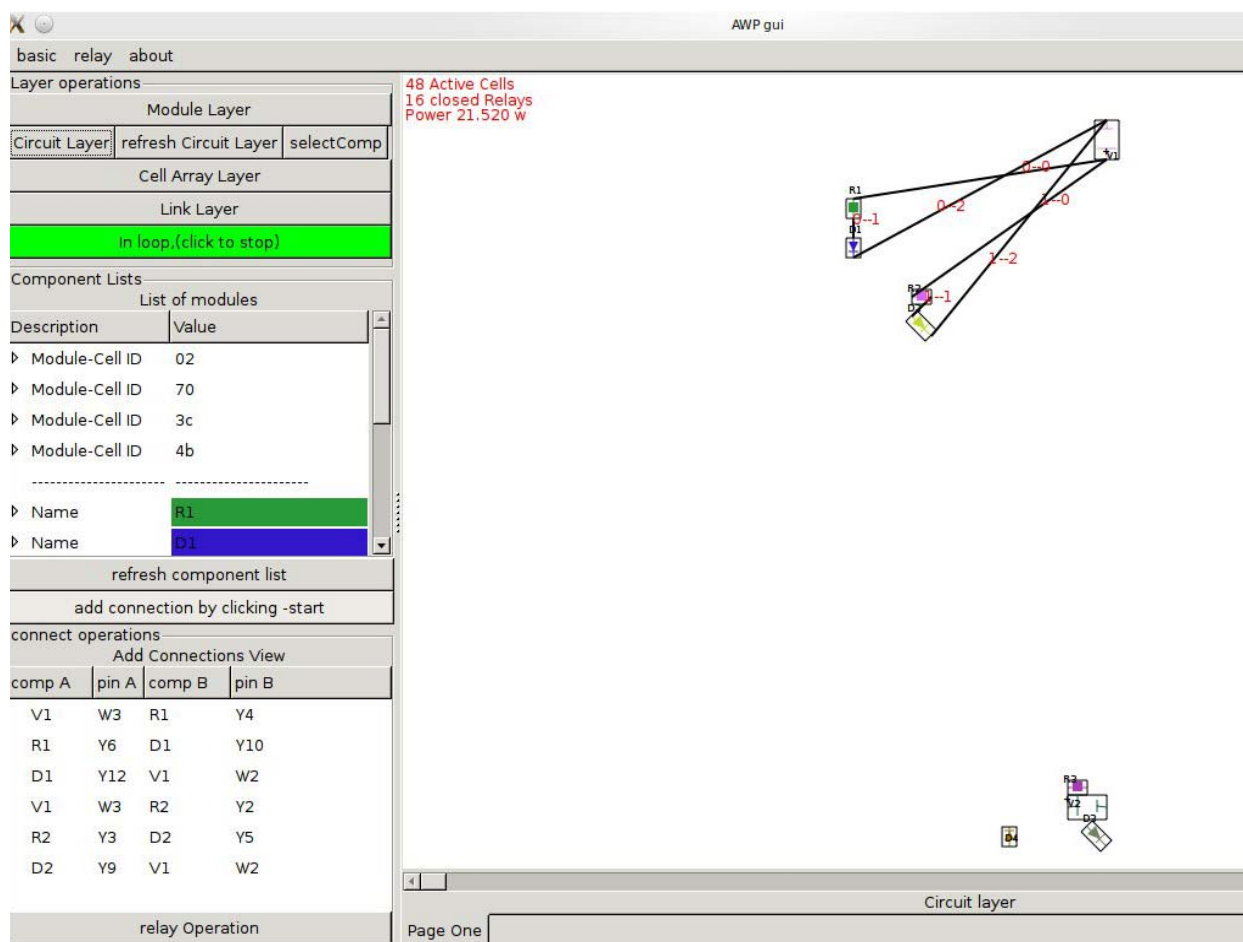 AWP gui
basic relay about
Layer operations
Module Layer
Circuit Layer refresh Circuit Layer selectComp
Cell Array Layer
Link Layer
In loop,(click to stop)
Component Lists
List of modules
Description Value
Module-Cell ID 02
Module-Cell ID 70
Module-Cell ID 3c
Module-Cell ID 4b
---------------------- ---------------------
Name R1
Name D1
refresh component list
add connection by clicking -start
connect operations
Add Connections View
comp A pin A comp B pin B
V1 W3 R1 Y4
R1 Y6 D1 Y10
D1 Y12 V1 W2
V1 W3 R2 Y2
R2 Y3 D2 Y5
D2 Y9 V1 W2
relay Operation
48 Active Cells
16 closed Relays
Power 21.520 w
V1
0--0
R1
0--2
1--0
0--1
D1
1--2
R2
--1
R3
V2
D3
D4
Circuit layer
Page One